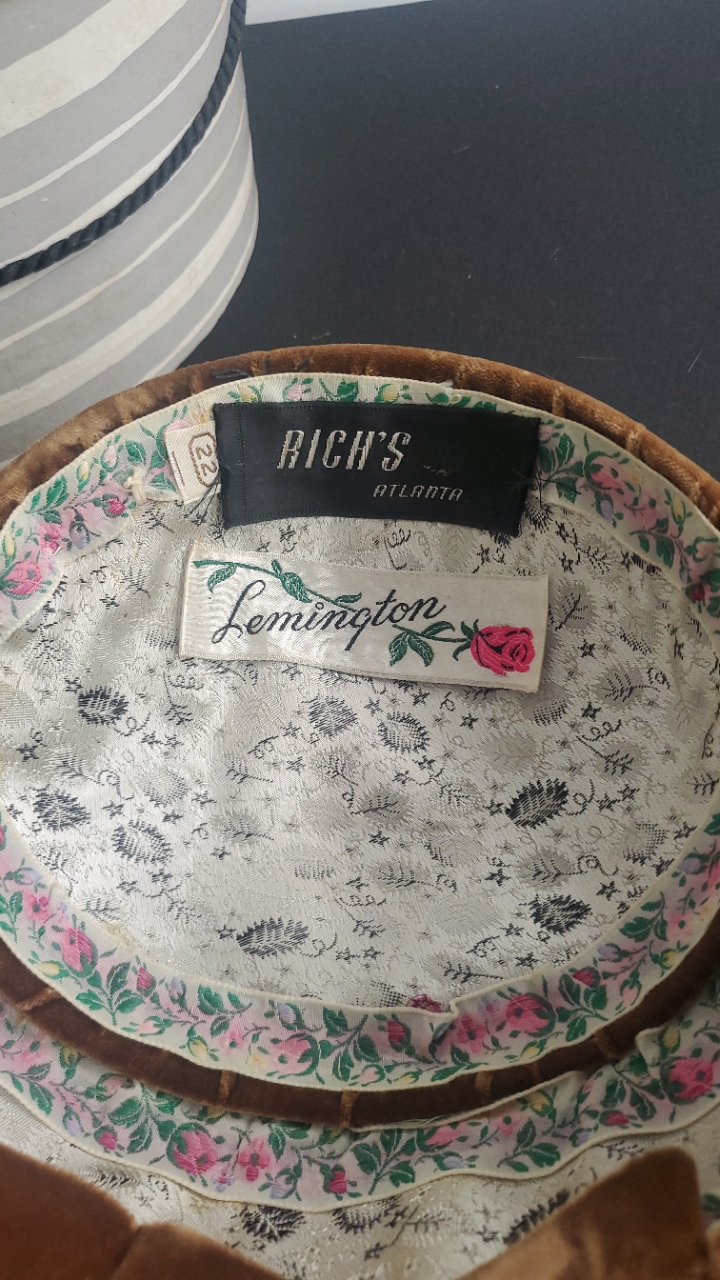 RICH'S
ATLANTA
22
Lemington